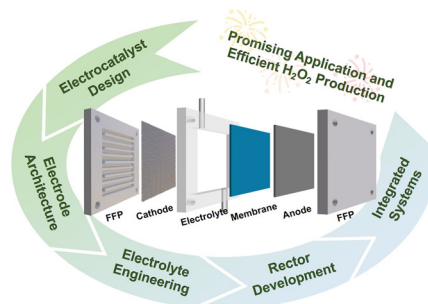 Promising Application and
Efficient H₂O₂ Production
Electrocatalyst
Design
Electrode
Architecture
Electrolyte
Engineering
Rector
Development
Integrated
Systems
FFP
Cathode
Electrolyte
Membrane
Anode
FFP